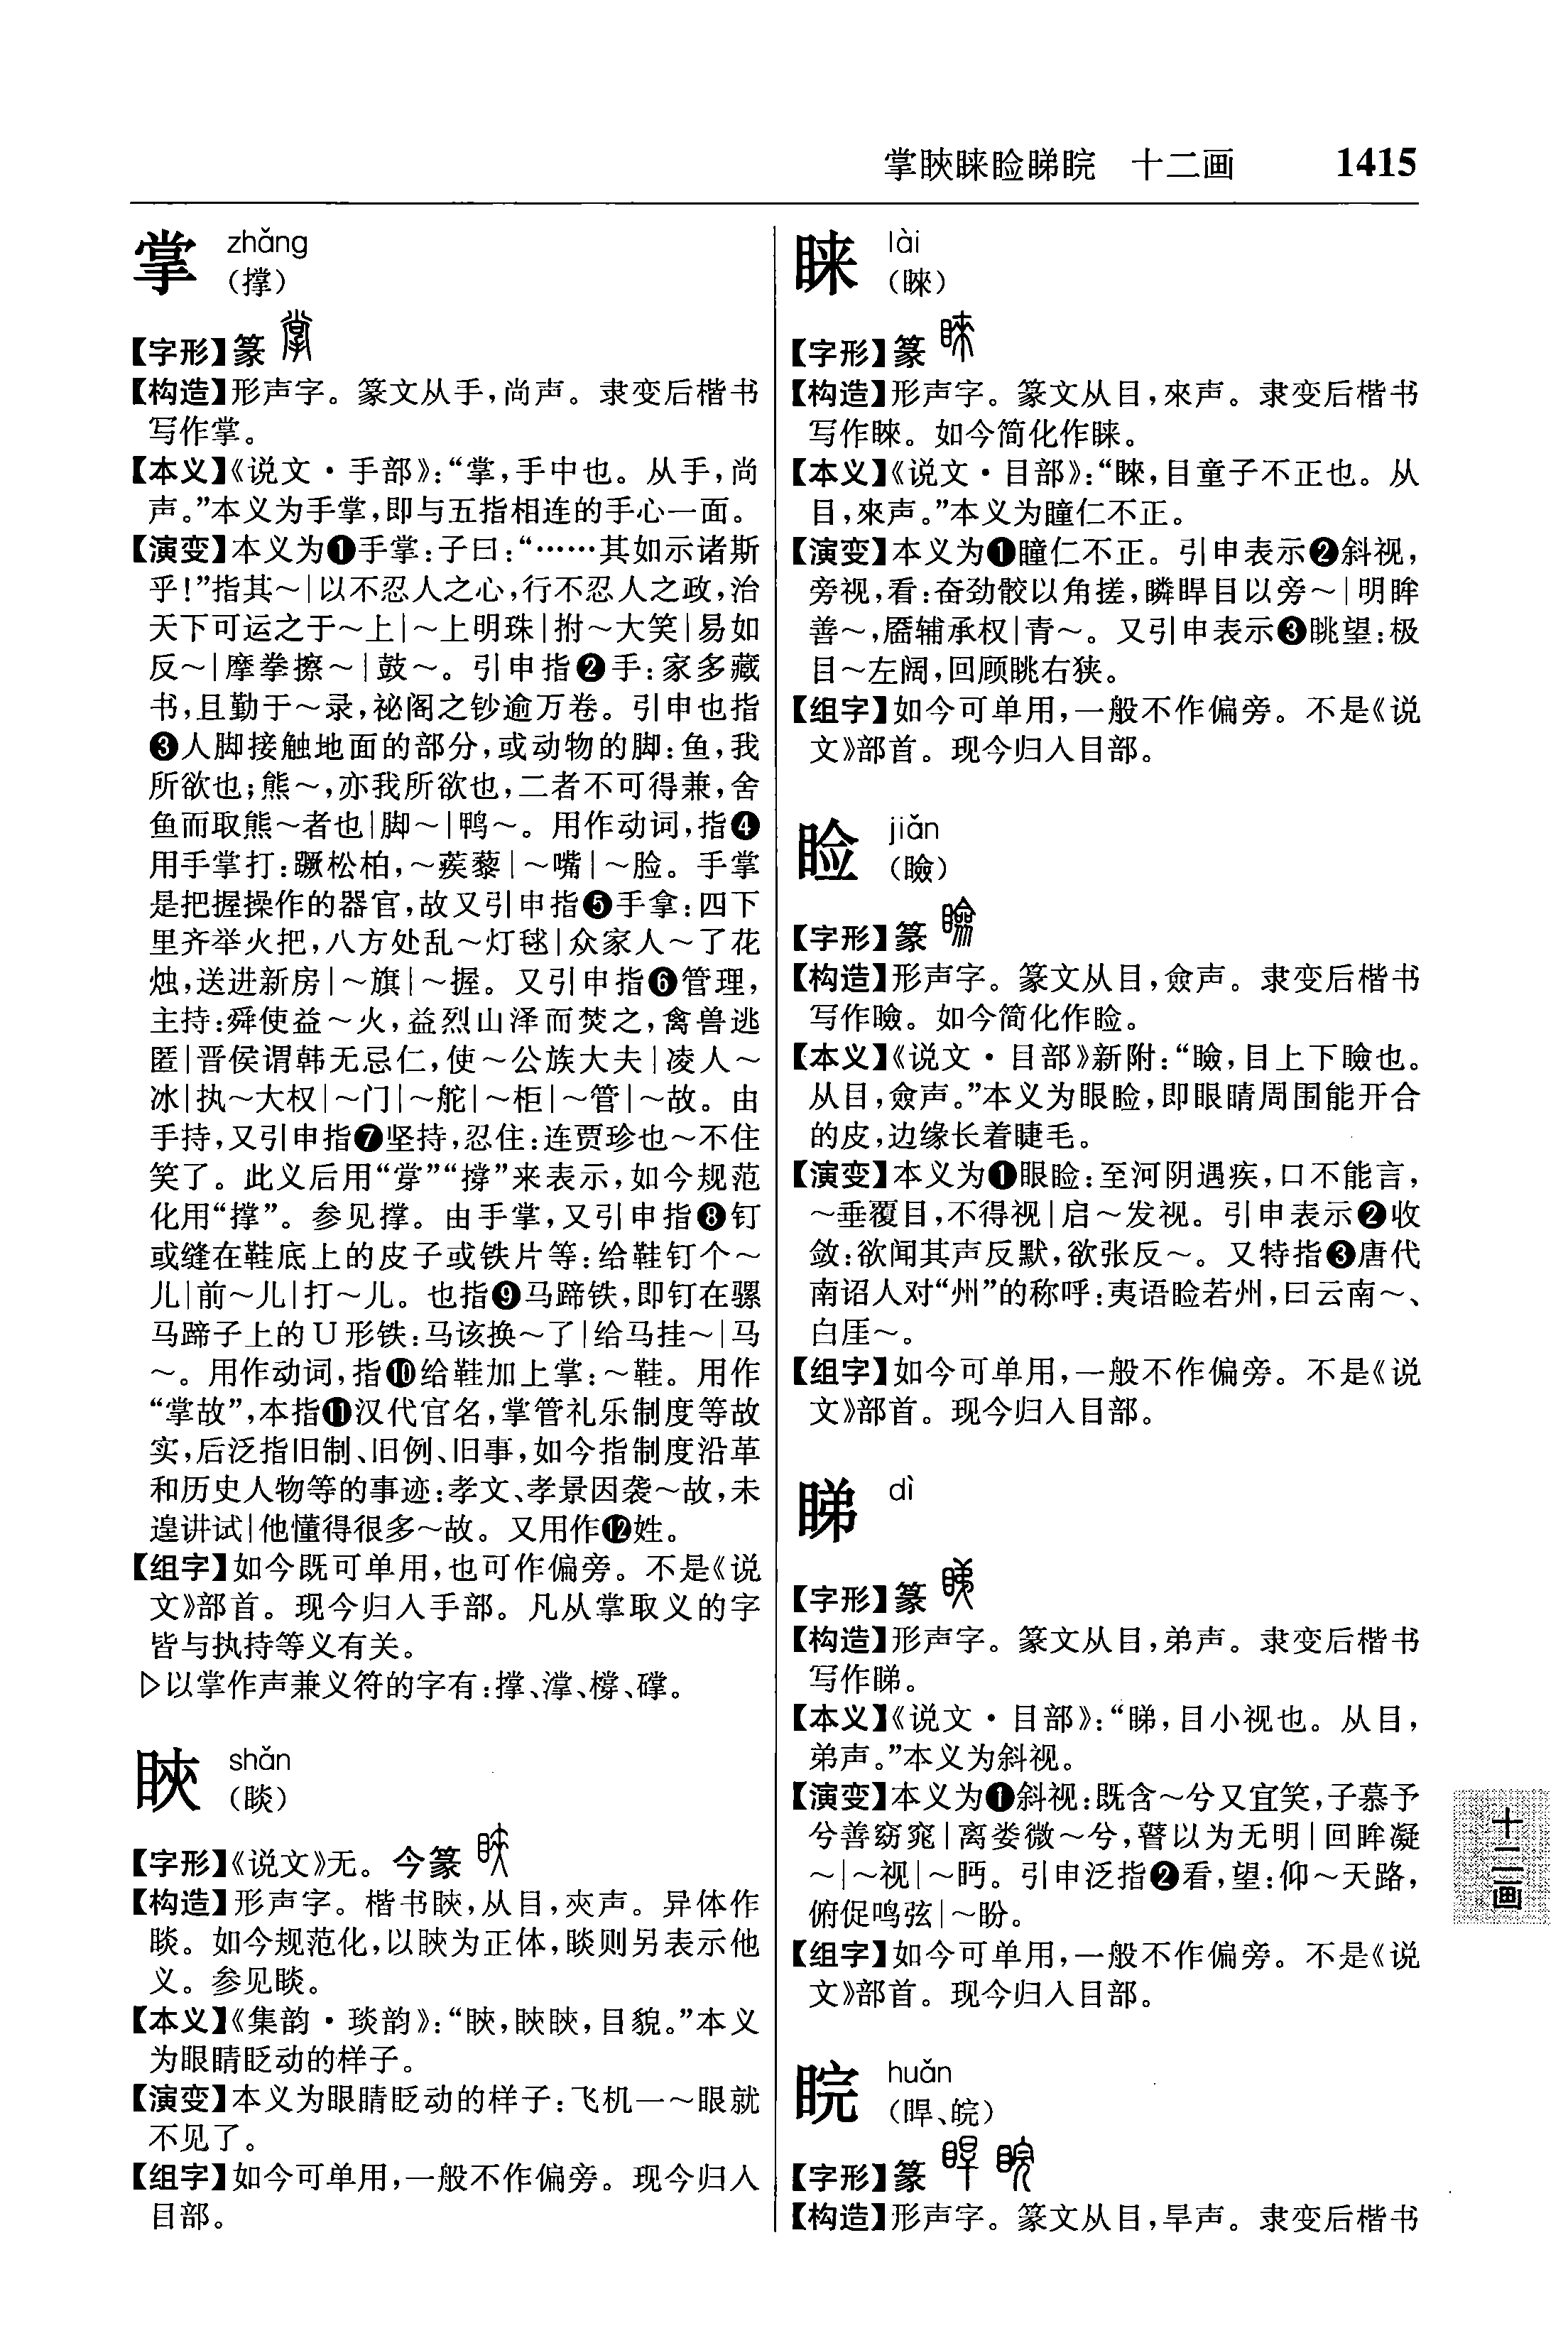 掌䀹睐睑睇睆 十二画 1415
掌 zhǎng
(撑)
【字形】篆
【构造】形声字。篆文从手,尚声。隶变后楷书
写作掌。
【本义】《说文·手部》:“掌,手中也。从手,尚
声。”本义为手掌,即与五指相连的手心一面。
【演变】本义为❶手掌:子曰:“……其如示诸斯
乎!”指其～|以不忍人之心,行不忍人之政,治
天下可运之于～上|～上明珠|拊～大笑|易如
反～|摩拳擦～|鼓～。引申指❷手:家多藏
书,且勤于～录,祕阁之钞逾万卷。引申也指
❸人脚接触地面的部分,或动物的脚:鱼,我
所欲也;熊～,亦我所欲也,二者不可得兼,舍
鱼而取熊～者也|脚～|鸭～。用作动词,指❹
用手掌打:蹶松柏,～蒺藜|～嘴|～脸。手掌
是把握操作的器官,故又引申指❺手拿:四下
里齐举火把,八方处乱～灯毬|众家人～了花
烛,送进新房|～旗|～握。又引申指❻管理,
主持:舜使益～火,益烈山泽而焚之,禽兽逃
匿|晋侯谓韩无忌仁,使～公族大夫|凌人～
冰|执～大权|～门|～舵|～柜|～管|～故。由
手持,又引申指❼坚持,忍住:连贾珍也～不住
笑了。此义后用“牚”“撐”来表示,如今规范
化用“撑”。参见撑。由手掌,又引申指❽钉
或缝在鞋底上的皮子或铁片等:给鞋钉个～
儿|前～儿|打～儿。也指❾马蹄铁,即钉在骡
马蹄子上的U形铁:马该换～了|给马挂～|马
～。用作动词,指❿给鞋加上掌:～鞋。用作
“掌故”,本指⓫汉代官名,掌管礼乐制度等故
实,后泛指旧制、旧例、旧事,如今指制度沿革
和历史人物等的事迹:孝文、孝景因袭～故,未
遑讲试|他懂得很多～故。又用作⓬姓。
【组字】如今既可单用,也可作偏旁。不是《说
文》部首。现今归入手部。凡从掌取义的字
皆与执持等义有关。
▷以掌作声兼义符的字有:撑、漳、橕、礃。
䀹 shǎn
(睒)
【字形】《说文》无。今篆
【构造】形声字。楷书䀹,从目,夾声。异体作
睒。如今规范化,以䀹为正体,睒则另表示他
义。参见睒。
【本义】《集韵·琰韵》:“䀹,䀹䀹,目貌。”本义
为眼睛眨动的样子。
【演变】本义为眼睛眨动的样子:飞机一～眼就
不见了。
【组字】如今可单用,一般不作偏旁。现今归入
目部。
睐 lài
(睞)
【字形】篆
【构造】形声字。篆文从目,來声。隶变后楷书
写作睞。如今简化作睐。
【本义】《说文·目部》:“睞,目童子不正也。从
目,來声。”本义为瞳仁不正。
【演变】本义为❶瞳仁不正。引申表示❷斜视,
旁视,看:奋劲骹以角搓,瞵睅目以旁～|明眸
善～,靥辅承权|青～。又引申表示❸眺望:极
目～左阔,回顾眺右狭。
【组字】如今可单用,一般不作偏旁。不是《说
文》部首。现今归入目部。
睑 jiǎn
(瞼)
【字形】篆
【构造】形声字。篆文从目,僉声。隶变后楷书
写作瞼。如今简化作睑。
【本义】《说文·目部》新附:“瞼,目上下瞼也。
从目,僉声。”本义为眼睑,即眼睛周围能开合
的皮,边缘长着睫毛。
【演变】本义为❶眼睑:至河阴遇疾,口不能言,
～垂覆目,不得视|启～发视。引申表示❷收
敛:欲闻其声反默,欲张反～。又特指❸唐代
南诏人对“州”的称呼:夷语睑若州,曰云南～、
白厓～。
【组字】如今可单用,一般不作偏旁。不是《说
文》部首。现今归入目部。
睇 dì
【字形】篆
【构造】形声字。篆文从目,弟声。隶变后楷书
写作睇。
【本义】《说文·目部》:“睇,目小视也。从目,
弟声。”本义为斜视。
【演变】本义为❶斜视:既含～兮又宜笑,子慕予
兮善窈窕|离娄微～兮,瞽以为无明|回眸凝
～|～视|～眄。引申泛指❷看,望:仰～天路,
俯促鸣弦|～盼。
【组字】如今可单用,一般不作偏旁。不是《说
文》部首。现今归入目部。
睆 huǎn
(睅、皖)
【字形】篆
【构造】形声字。篆文从目,旱声。隶变后楷书
十二画